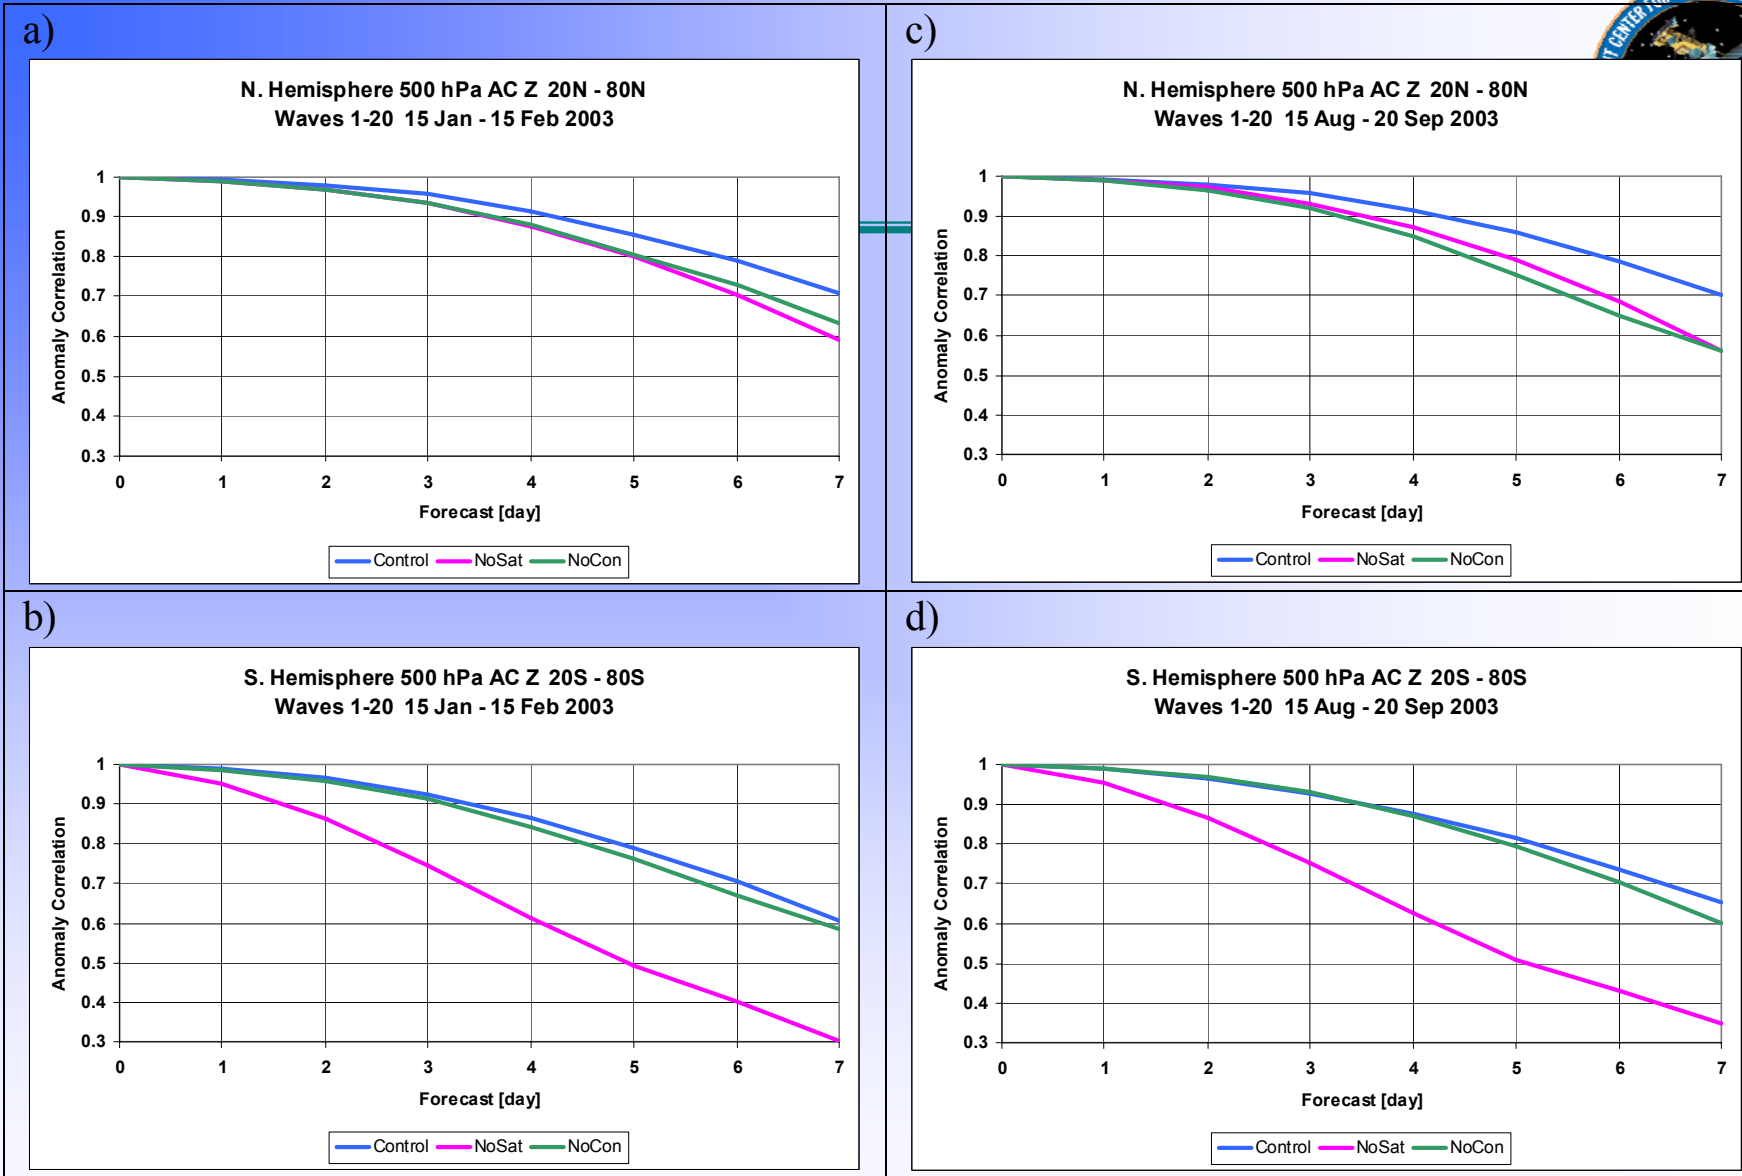 a)
N. Hemisphere 500 hPa AC Z 20N - 80N
Waves 1-20 15 Jan - 15 Feb 2003
Anomaly Correlation
1
0.9
0.8
0.7
0.6
0.5
0.4
0.3
0 1 2 3 4 5 6 7
Forecast [day]
Control NoSat NoCon
c)
CENTER
N. Hemisphere 500 hPa AC Z 20N - 80N
Waves 1-20 15 Aug - 20 Sep 2003
Anomaly Correlation
1
0.9
0.8
0.7
0.6
0.5
0.4
0.3
0 1 2 3 4 5 6 7
Forecast [day]
Control NoSat NoCon
b)
S. Hemisphere 500 hPa AC Z 20S - 80S
Waves 1-20 15 Jan - 15 Feb 2003
Anomaly Correlation
1
0.9
0.8
0.7
0.6
0.5
0.4
0.3
0 1 2 3 4 5 6 7
Forecast [day]
Control NoSat NoCon
d)
S. Hemisphere 500 hPa AC Z 20S - 80S
Waves 1-20 15 Aug - 20 Sep 2003
Anomaly Correlation
1
0.9
0.8
0.7
0.6
0.5
0.4
0.3
0 1 2 3 4 5 6 7
Forecast [day]
Control NoSat NoCon